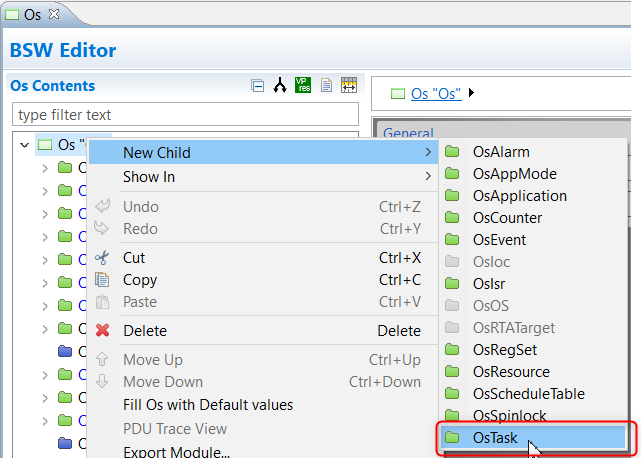 Os
BSW Editor
Os Contents
VP
res
Os "Os"
type filter text
General
Os "O
New Child
Show In
Undo Ctrl+Z
Redo Ctrl+Y
Cut Ctrl+X
Copy Ctrl+C
Paste Ctrl+V
Delete Delete
Move Up Ctrl+Up
Move Down Ctrl+Down
Fill Os with Default values
PDU Trace View
Export Module...
OsAlarm
OsAppMode
OsApplication
OsCounter
OsEvent
OsIoc
OsIsr
OsOS
OsRTATarget
OsRegSet
OsResource
OsScheduleTable
OsSpinlock
OsTask